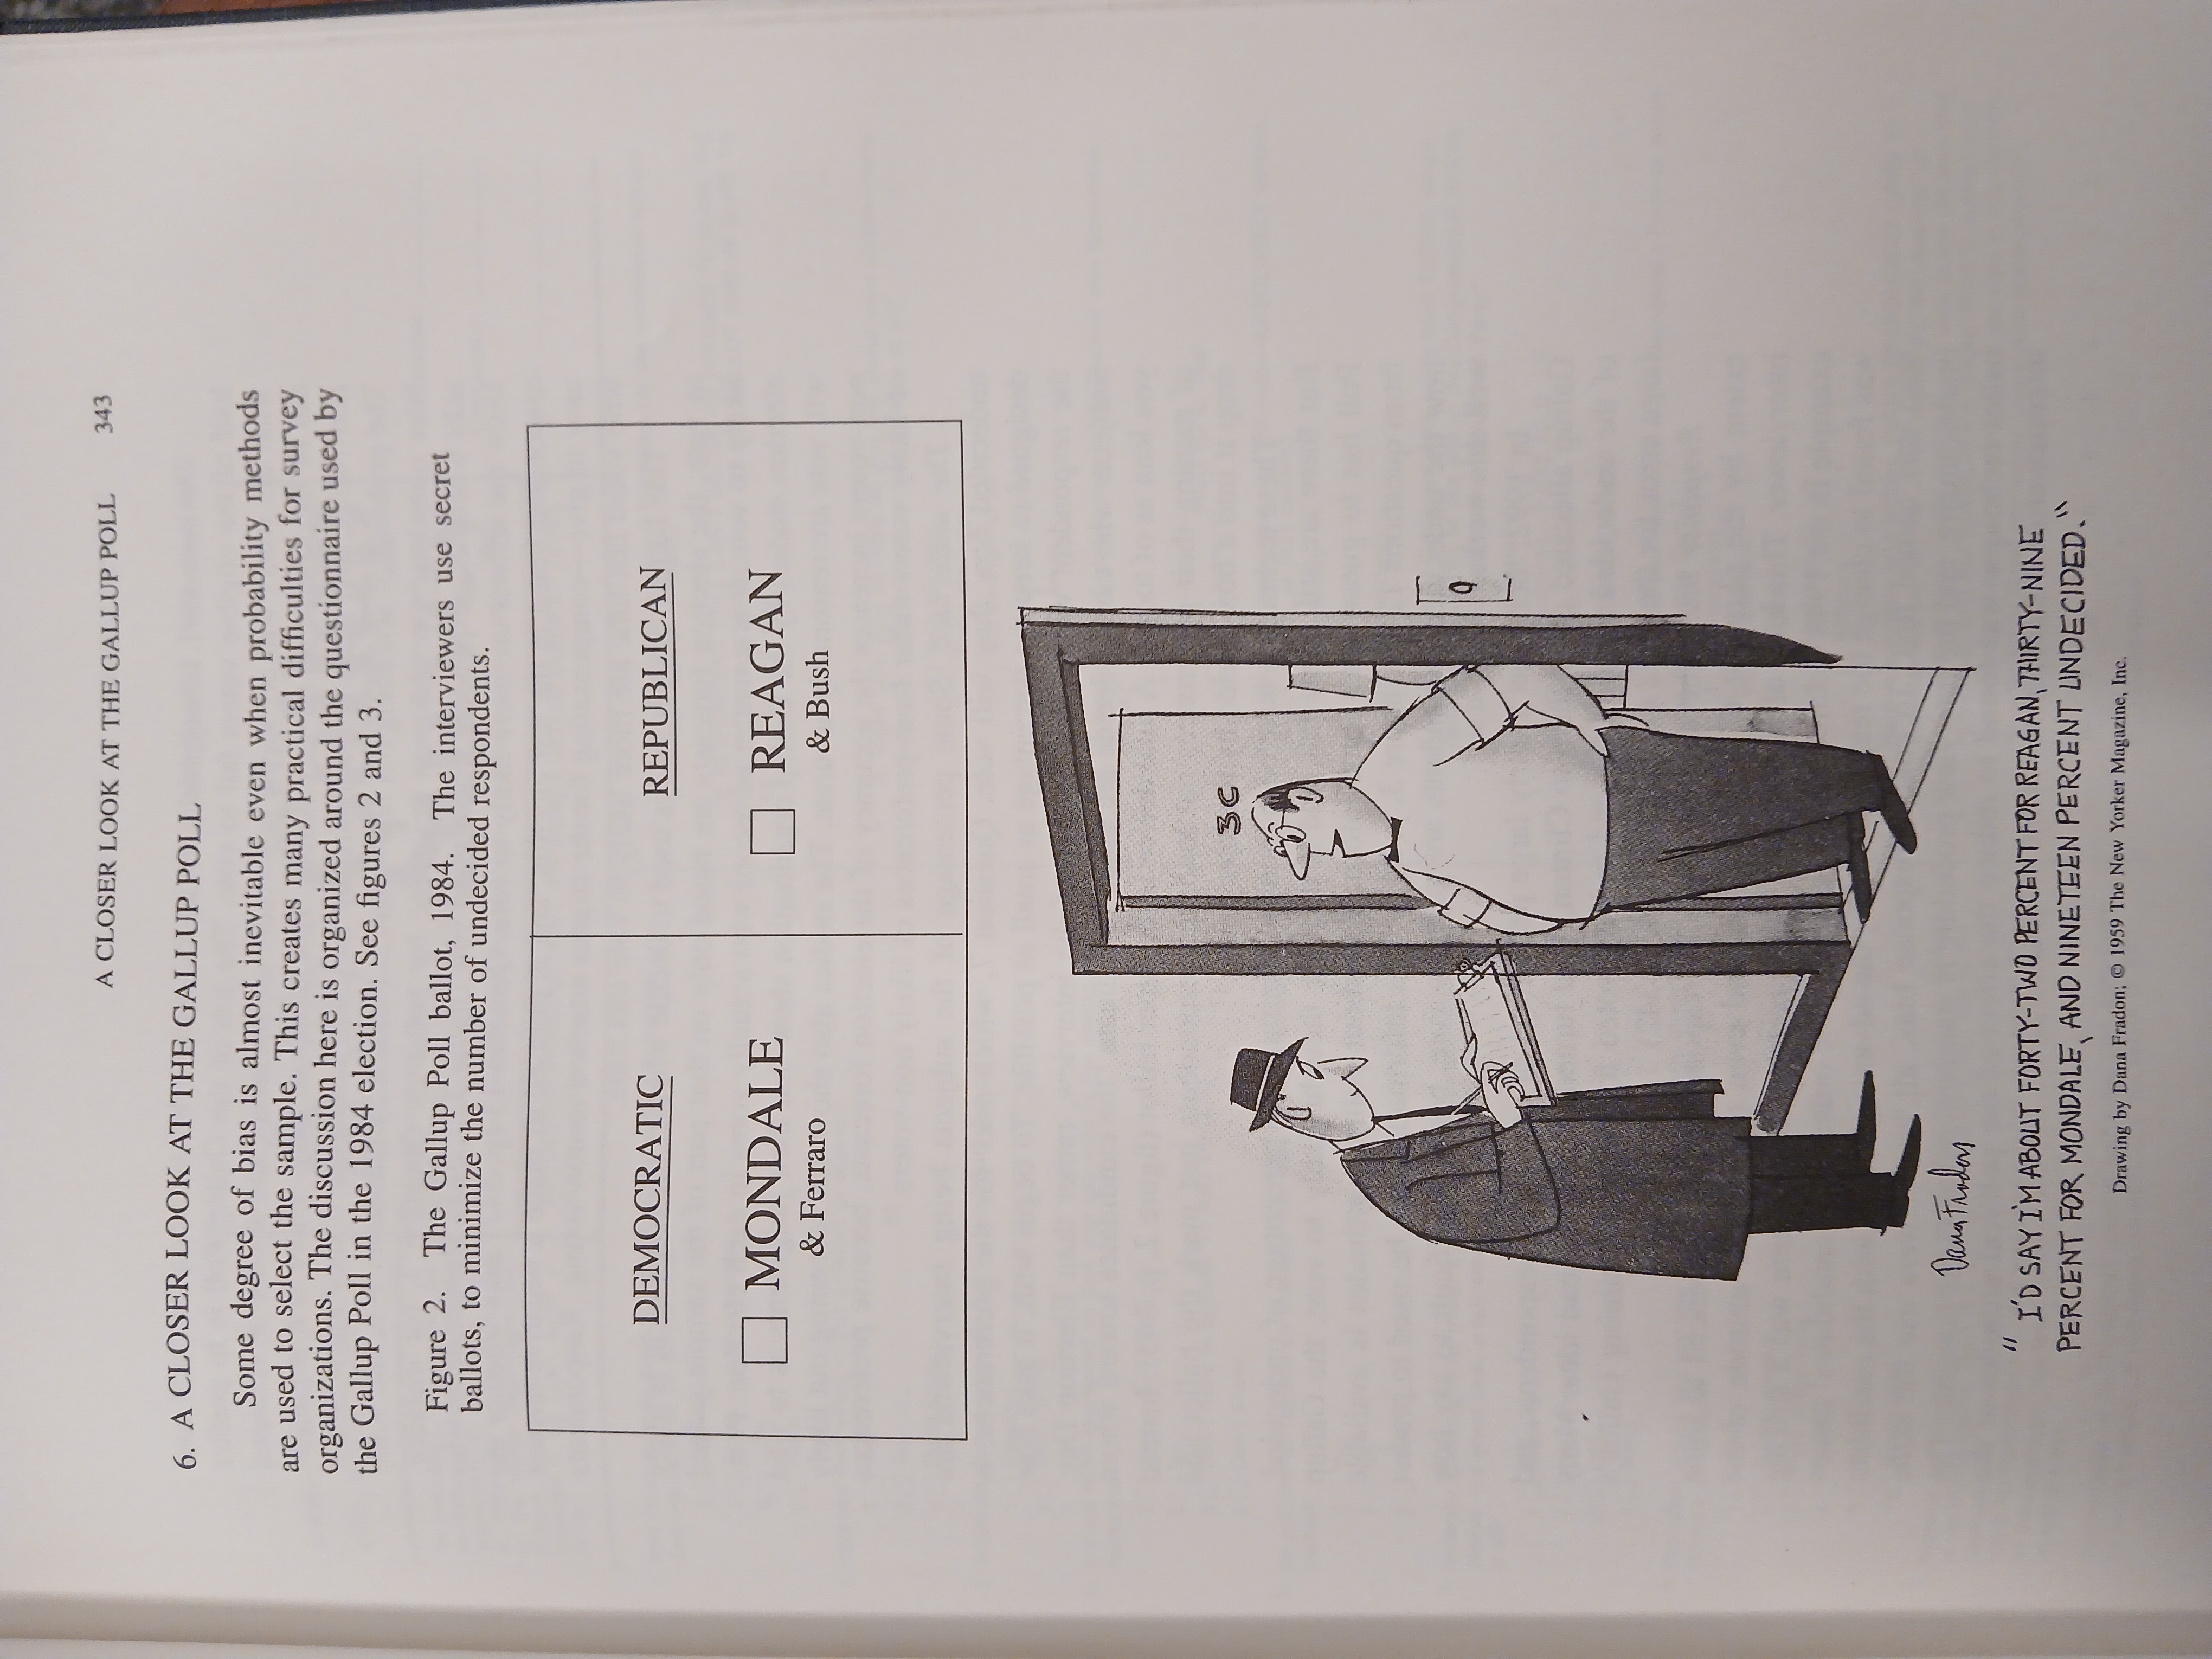 A CLOSER LOOK AT THE GALLUP POLL 343
6. A CLOSER LOOK AT THE GALLUP POLL
Some degree of bias is almost inevitable even when probability methods
are used to select the sample. This creates many practical difficulties for survey
organizations. The discussion here is organized around the questionnaire used by
the Gallup Poll in the 1984 election. See figures 2 and 3.
Figure 2. The Gallup Poll ballot, 1984. The interviewers use secret
ballots, to minimize the number of undecided respondents.
DEMOCRATIC
MONDALE
& Ferraro
REPUBLICAN
REAGAN
& Bush
3C
Dana Fradon
"I'D SAY I'M ABOUT FORTY-TWO PERCENT FOR REAGAN, THIRTY-NINE
PERCENT FOR MONDALE, AND NINETEEN PERCENT UNDECIDED."
Drawing by Dana Fradon; © 1959 The New Yorker Magazine, Inc.